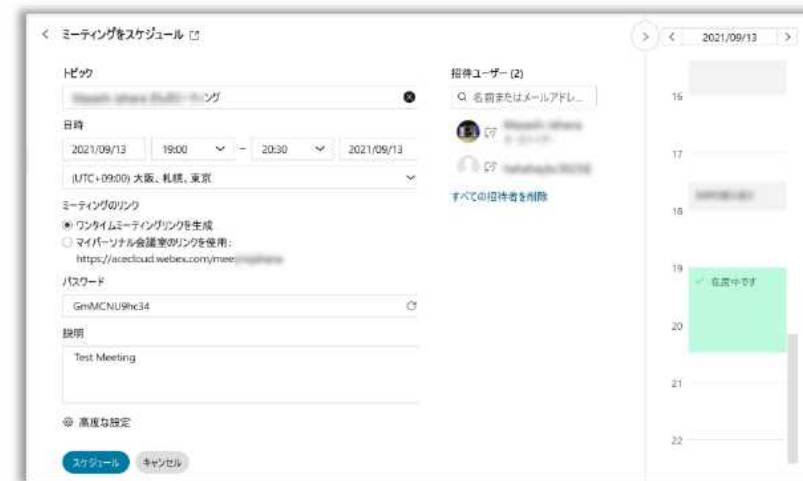 ミーティングをスケジュール
トピック
ング
日時
2021/09/13 19:00 – 20:30 2021/09/13
(UTC+09:00) 大阪、札幌、東京
ミーティングのリンク
ワンタイムミーティングリンクを生成
マイパーソナル会議室のリンクを使用:
https://acecloud.webex.com/mee
パスワード
GmMCNU9hc34
説明
Test Meeting
高度な設定
スケジュール キャンセル
招待ユーザー (2)
名前またはメールアドレ...
すべての招待者を削除
2021/09/13
16
17
18
19
在席中です
20
21
22